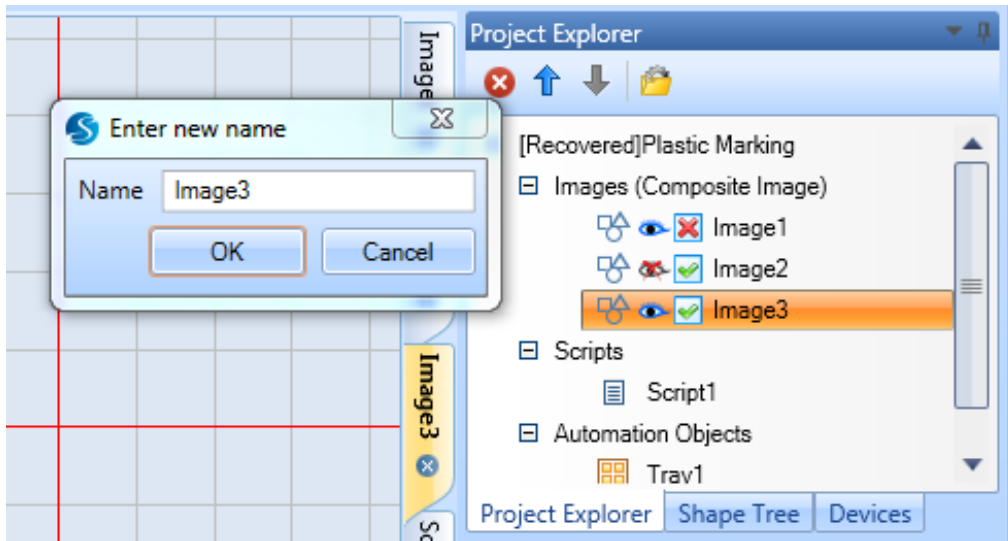 Image
Project Explorer
Enter new name
Name Image3
OK Cancel
[Recovered]Plastic Marking
Images (Composite Image)
Image1
Image2
Image3
Scripts
Script1
Automation Objects
Image3
Project Explorer Shape Tree Devices